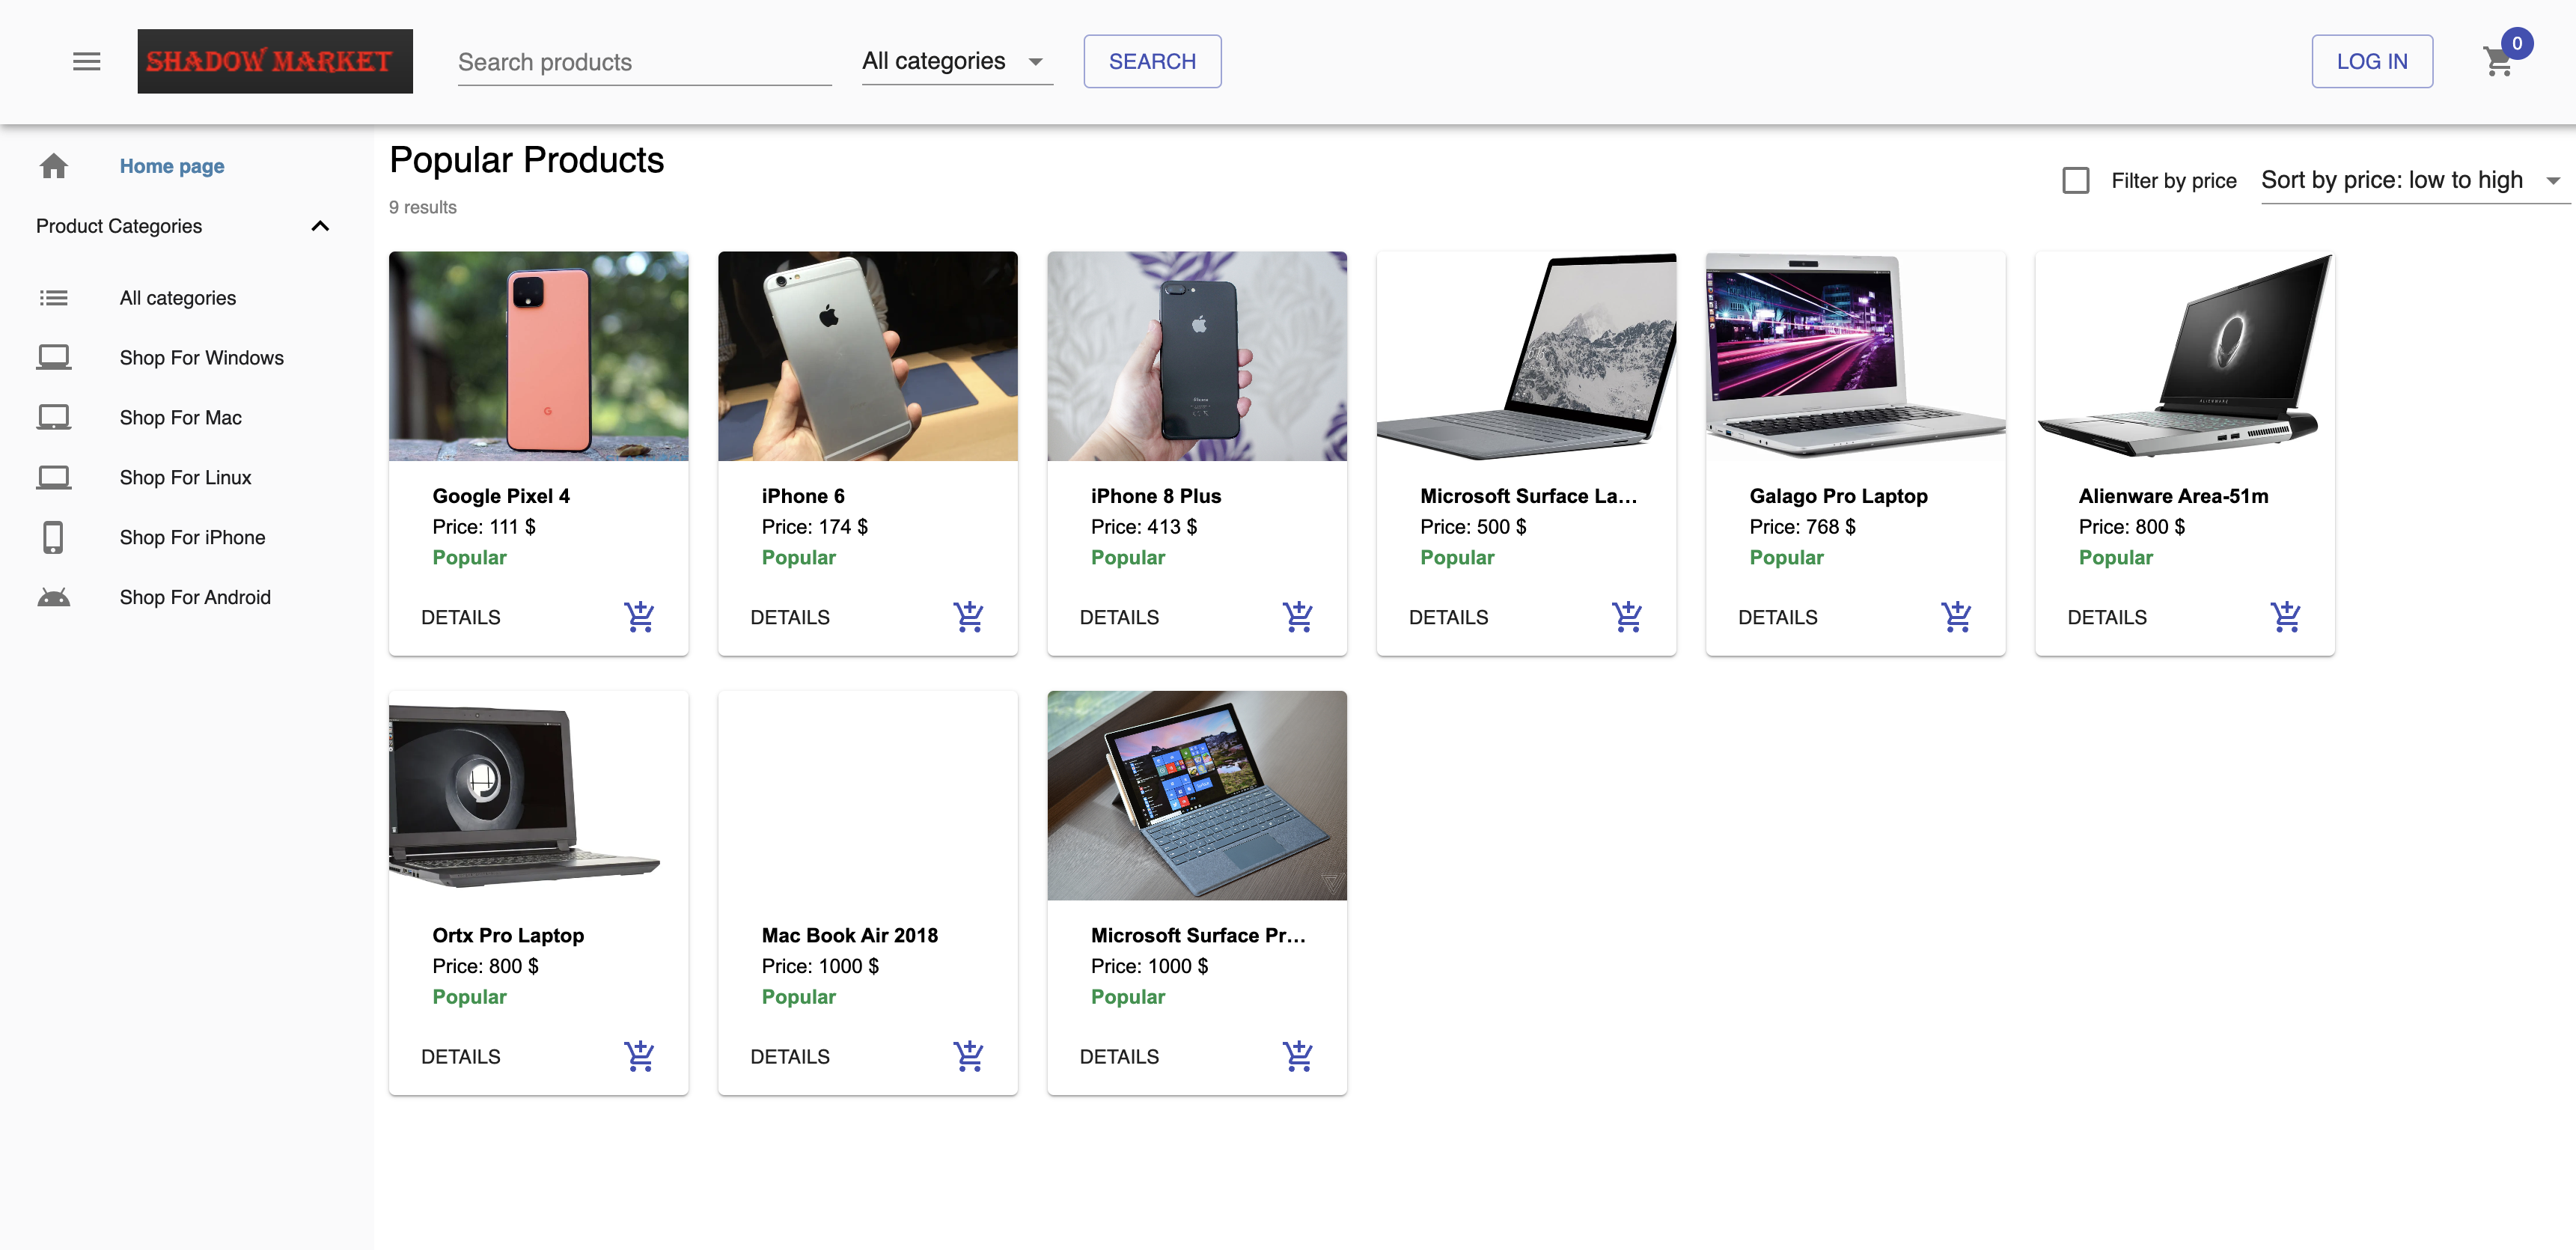 SHADOW MARKET
Search products
All categories
SEARCH
LOG IN
0
Home page
Product Categories
All categories
Shop For Windows
Shop For Mac
Shop For Linux
Shop For iPhone
Shop For Android
Popular Products
9 results
Filter by price
Sort by price: low to high
Google Pixel 4
Price: 111 $
Popular
DETAILS
iPhone 6
Price: 174 $
Popular
DETAILS
iPhone 8 Plus
Price: 413 $
Popular
DETAILS
Microsoft Surface La...
Price: 500 $
Popular
DETAILS
Galago Pro Laptop
Price: 768 $
Popular
DETAILS
ALIENWARE
Alienware Area-51m
Price: 800 $
Popular
DETAILS
Ortx Pro Laptop
Price: 800 $
Popular
DETAILS
Mac Book Air 2018
Price: 1000 $
Popular
DETAILS
Microsoft Surface Pr...
Price: 1000 $
Popular
DETAILS